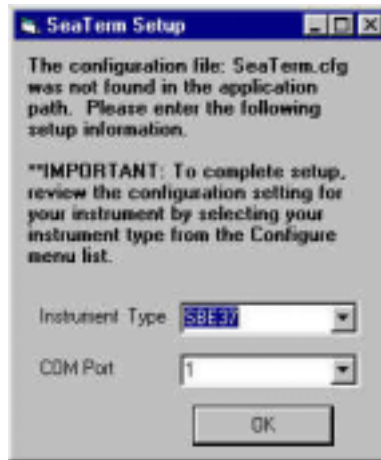 SeaTerm Setup
The configuration file: SeaTerm.cfg
was not found in the application
path. Please enter the following
setup information.
**IMPORTANT: To complete setup,
review the configuration setting for
your instrument by selecting your
instrument type from the Configure
menu list.
Instrument Type SBE37
COM Port 1
OK